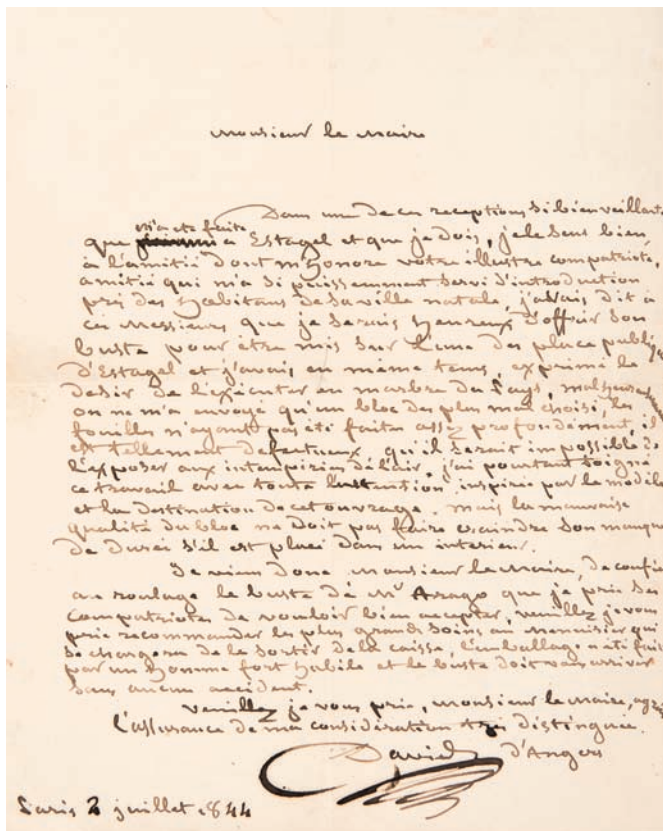 Monsieur le Maire
Dans une de ces receptions si bienveillantes
que m'a eté faite a Estagel et que je dois, je le sens bien,
à l'amitié dont m'honore votre illustre compatriote,
amitié qui m'a si puissemment servi d'introduction
près des habitans de sa ville natale, j'avais dit à
ces Messieurs que je serais heureux d'offrir son
buste pour être mis sur l'une des place publiq
d'Estagel et j'avais, en même tems, exprimé le
desir de l'exécuter en marbre du Pays, malheureusement
on ne m'a envoyé qu'un bloc des plus mal choisi, les
fouilles n'ayant pas été faites assez profondement, il
est tellement defectueux qu'il serait impossible de
l'exposer aux intempéries de l'air, j'ai pourtant soigné
ce travail avec toute l'attention inspirée par le modèle
et la destination de cet ouvrage. mais la mauvaise
qualité du bloc ne doit pas faire craindre son manque
de durée s'il est placé dans un interieur.
Je viens donc Monsieur le Maire, de confier
au roulage le buste de Mr Arago que je prie ses
Compatriotes de vouloir bien accepter, veuillez je vous
prie recommander les plus grands soins au menuisier qui
se chargera de le sortir de la caisse, l'emballage a été fait
par un homme fort habile et le buste doit vous arriver
sans aucun accident.
Veuillez je vous prie, Monsieur le Maire, agré
l'assurance de ma considération très distinguée.
David d'Angers
Paris 2 juillet 1844